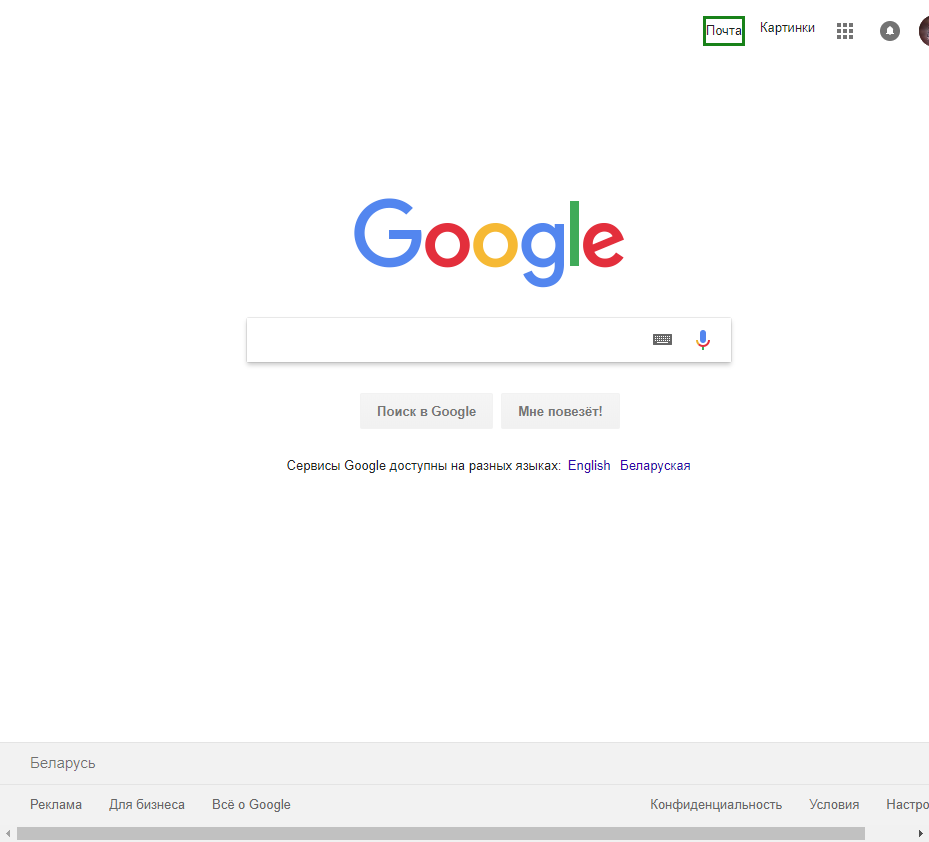 Почта Картинки
Google
Поиск в Google Мне повезёт!
Сервисы Google доступны на разных языках: English Беларуская
Беларусь
Реклама Для бизнеса Всё о Google Конфиденциальность Условия Настро